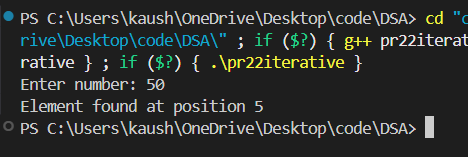 PS C:\Users\kaush\OneDrive\Desktop\code\DSA> cd "c
rive\Desktop\code\DSA\" ; if ($?) { g++ pr22iterat
rative } ; if ($?) { .\pr22iterative }
Enter number: 50
Element found at position 5
PS C:\Users\kaush\OneDrive\Desktop\code\DSA>